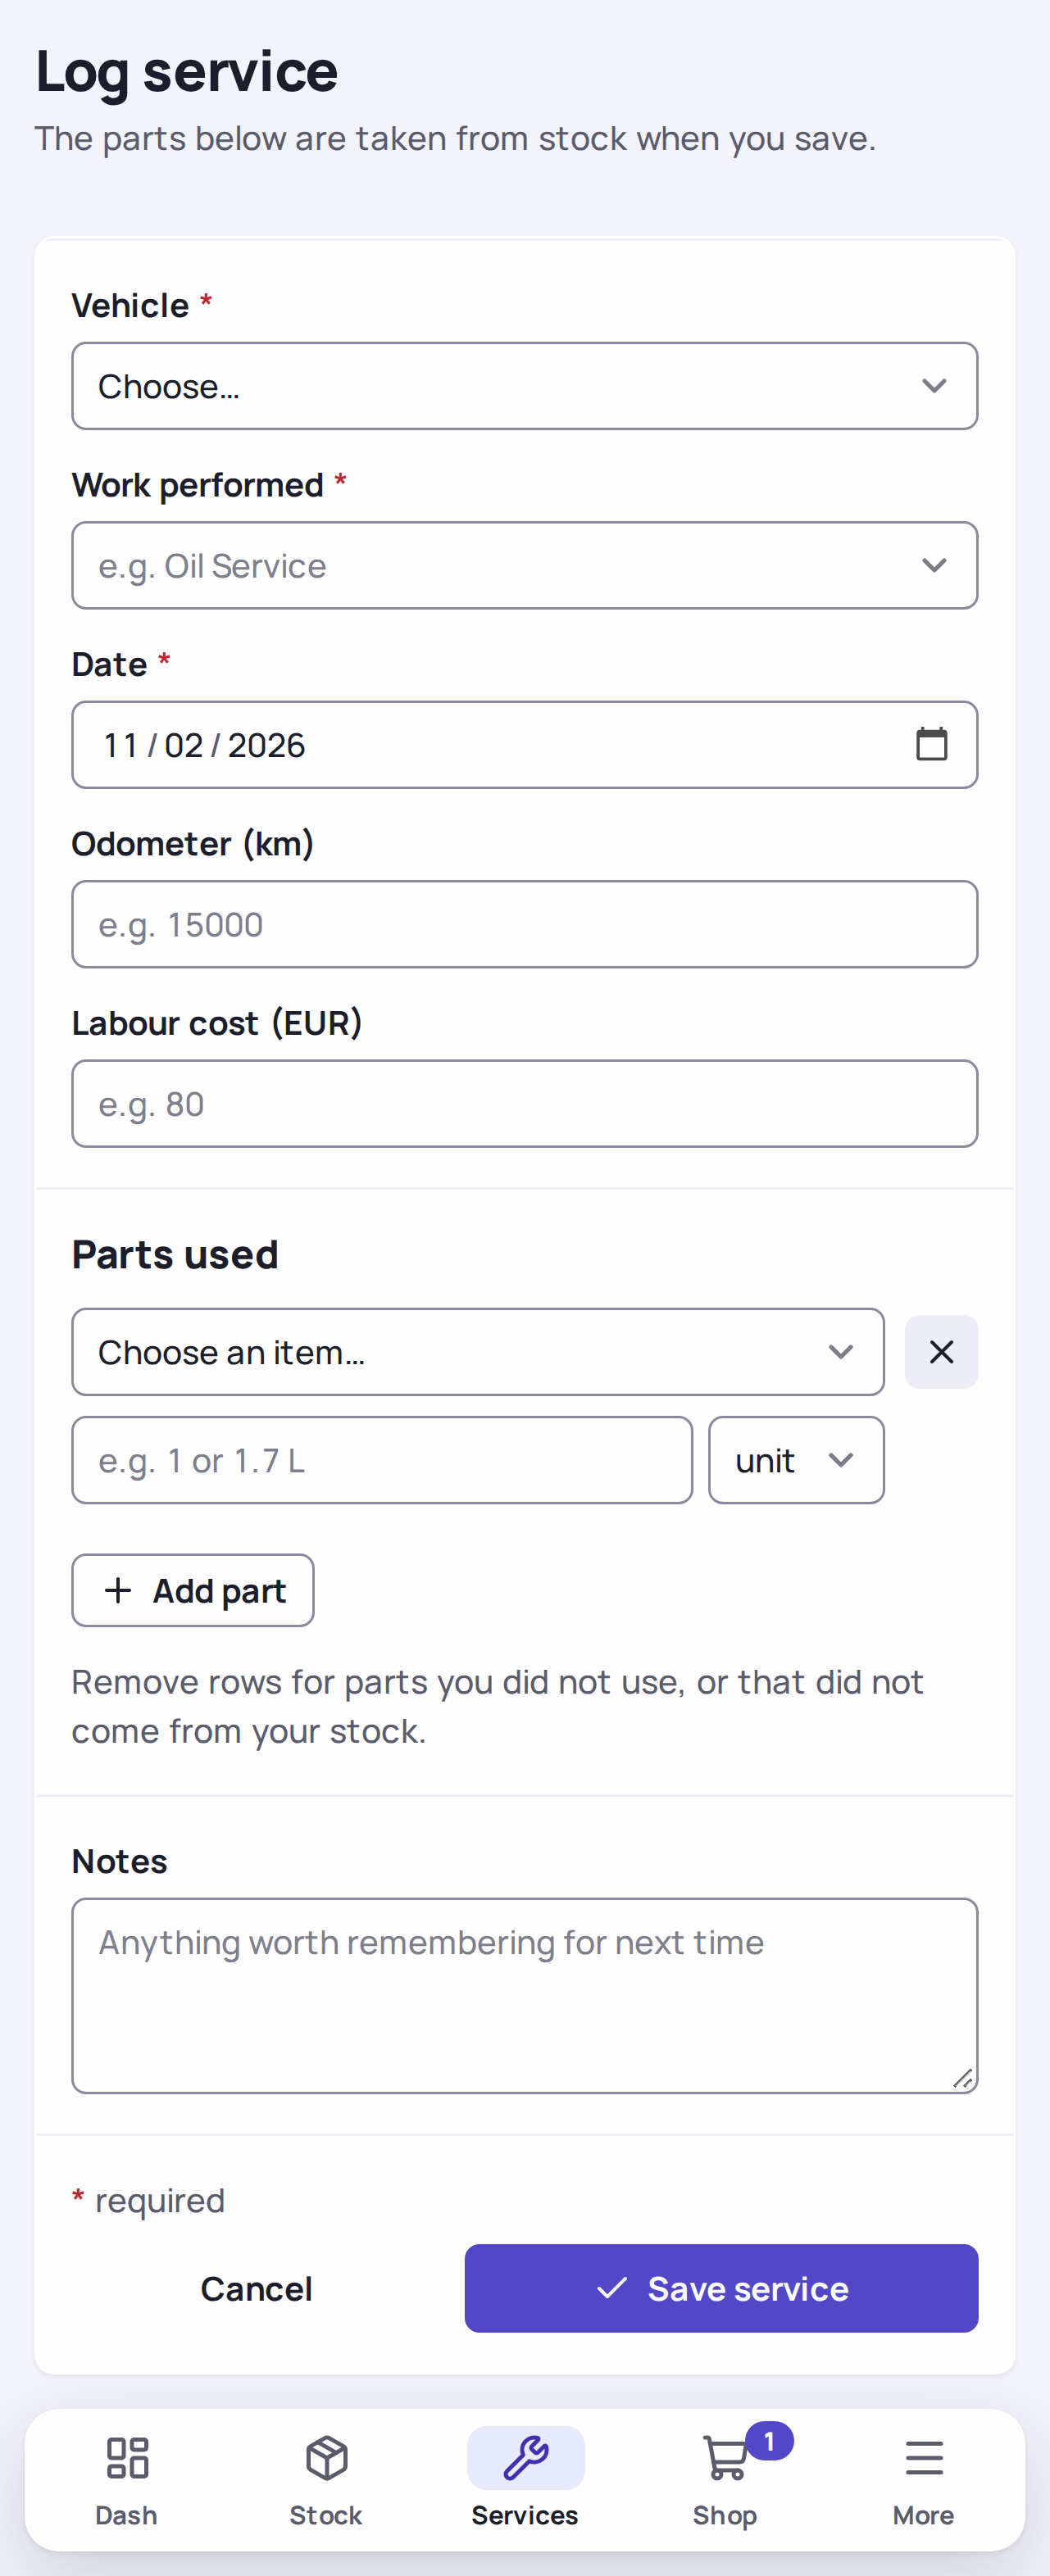 Log service
The parts below are taken from stock when you save.
Vehicle *
Choose...
Work performed *
e.g. Oil Service
Date *
11/02/2026
Odometer (km)
e.g. 15000
Labour cost (EUR)
e.g. 80
Parts used
Choose an item...
e.g. 1 or 1.7 L
unit
Add part
Remove rows for parts you did not use, or that did not
come from your stock.
Notes
Anything worth remembering for next time
* required
Cancel
Save service
1
Dash
Stock
Services
Shop
More